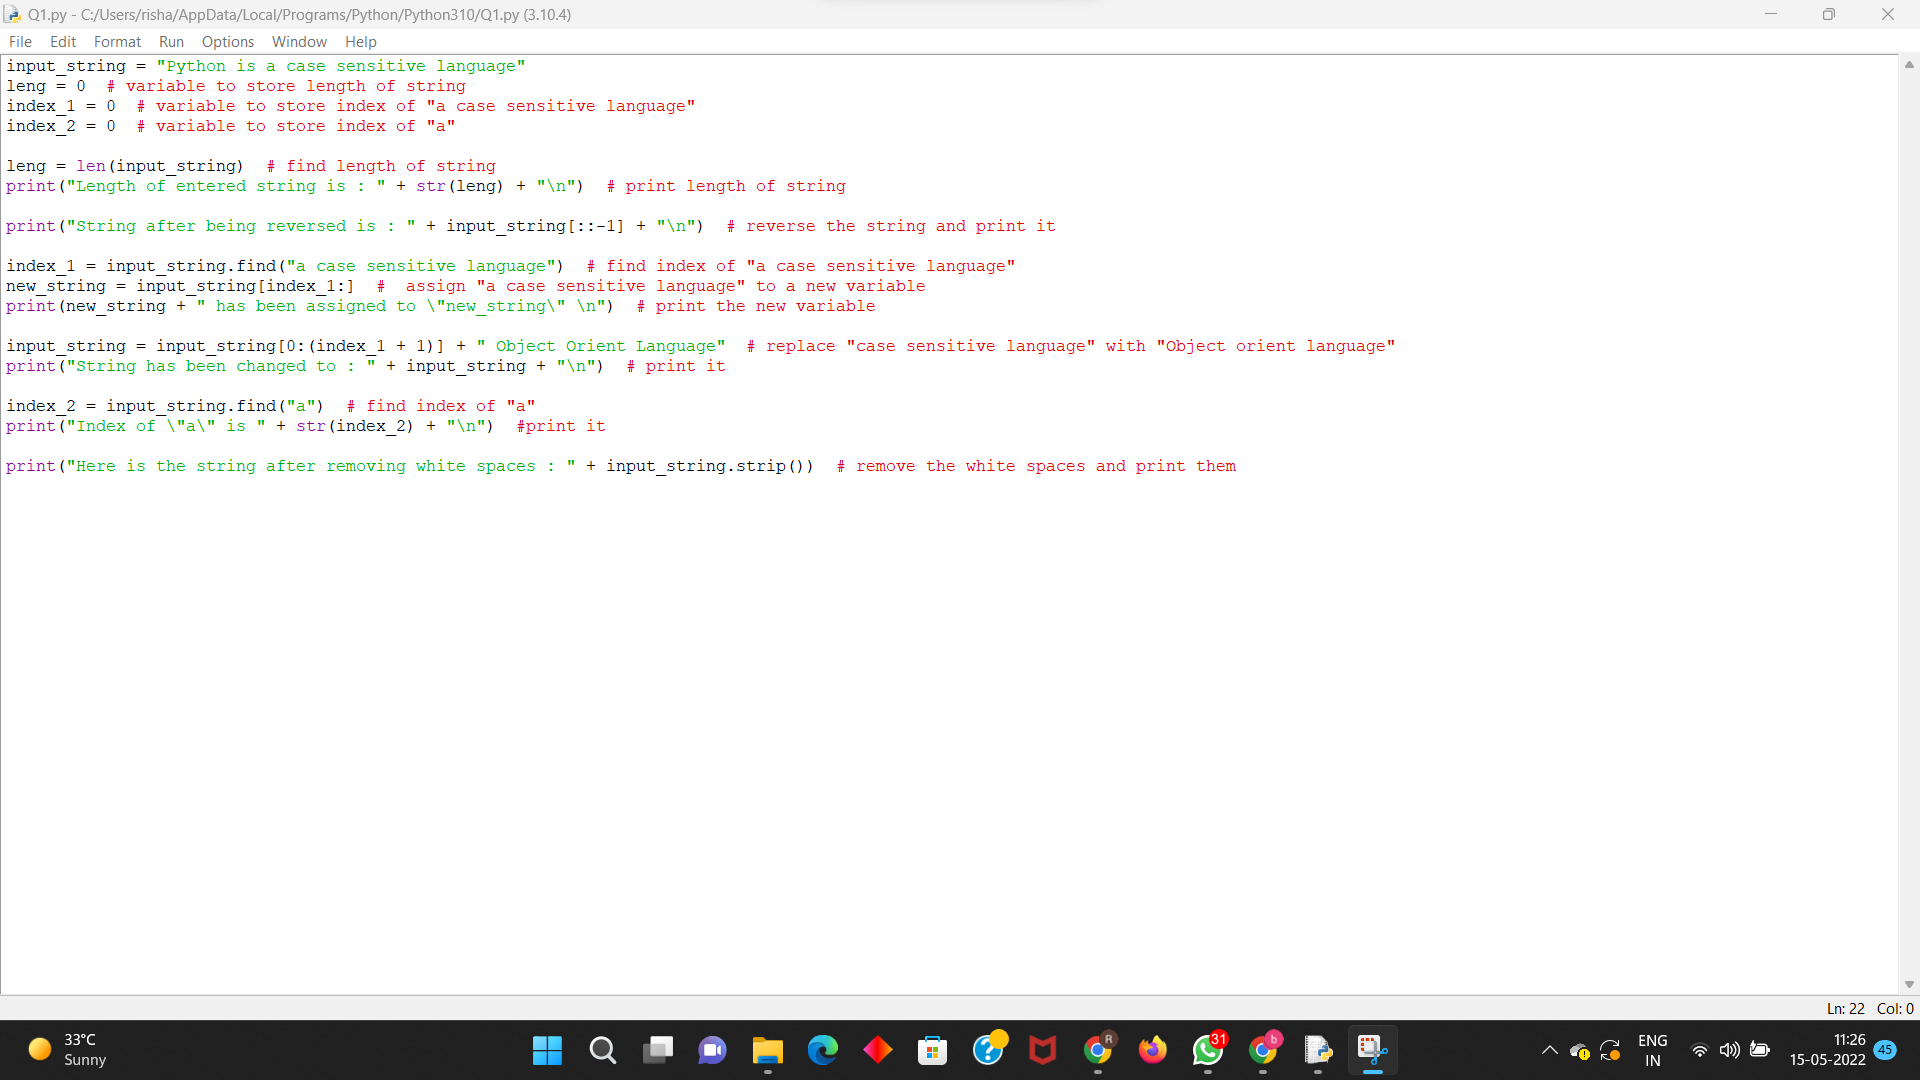 Q1.py - C:/Users/risha/AppData/Local/Programs/Python/Python310/Q1.py (3.10.4)
File Edit Format Run Options Window Help
input_string = "Python is a case sensitive language"
leng = 0  # variable to store length of string
index_1 = 0  # variable to store index of "a case sensitive language"
index_2 = 0  # variable to store index of "a"
leng = len(input_string)  # find length of string
print("Length of entered string is : " + str(leng) + "\n")  # print length of string
print("String after being reversed is : " + input_string[::-1] + "\n")  # reverse the string and print it
index_1 = input_string.find("a case sensitive language")  # find index of "a case sensitive language"
new_string = input_string[index_1:]  #  assign "a case sensitive language" to a new variable
print(new_string + " has been assigned to \"new_string\" \n")  # print the new variable
input_string = input_string[0:(index_1 + 1)] + " Object Orient Language"  # replace "case sensitive language" with "Object orient language"
print("String has been changed to : " + input_string + "\n")  # print it
index_2 = input_string.find("a")  # find index of "a"
print("Index of \"a\" is " + str(index_2) + "\n")  #print it
print("Here is the string after removing white spaces : " + input_string.strip())  # remove the white spaces and print them
Ln: 22 Col: 0
33°C
Sunny
R
31
b
ENG
IN
11:26
15-05-2022
45